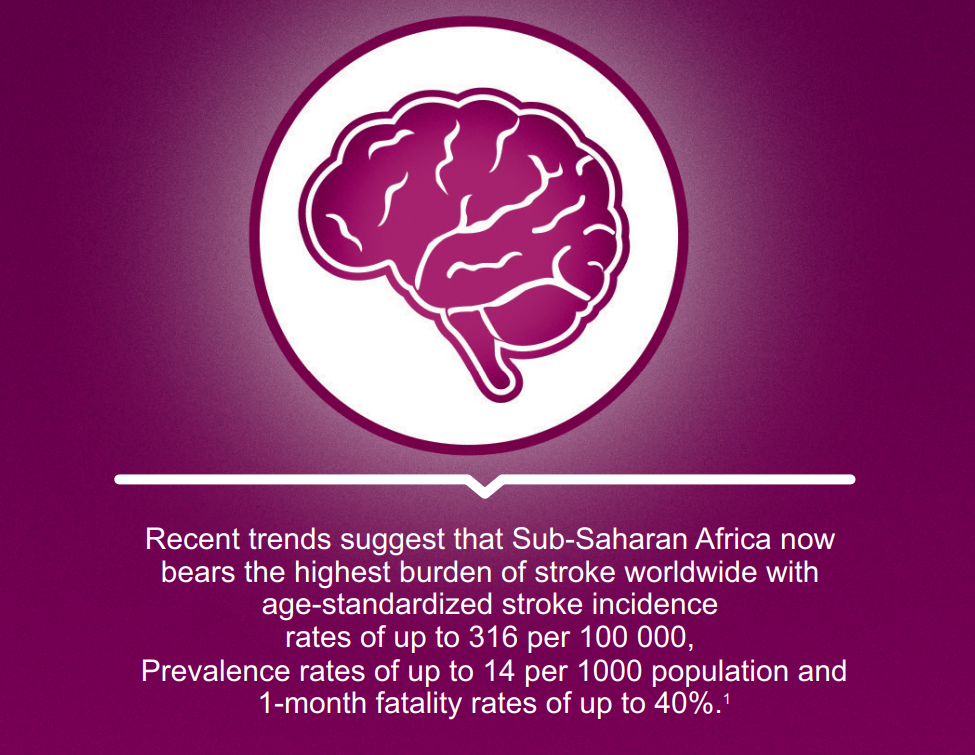 Recent trends suggest that Sub-Saharan Africa now
bears the highest burden of stroke worldwide with
age-standardized stroke incidence
rates of up to 316 per 100 000,
Prevalence rates of up to 14 per 1000 population and
1-month fatality rates of up to 40%.¹